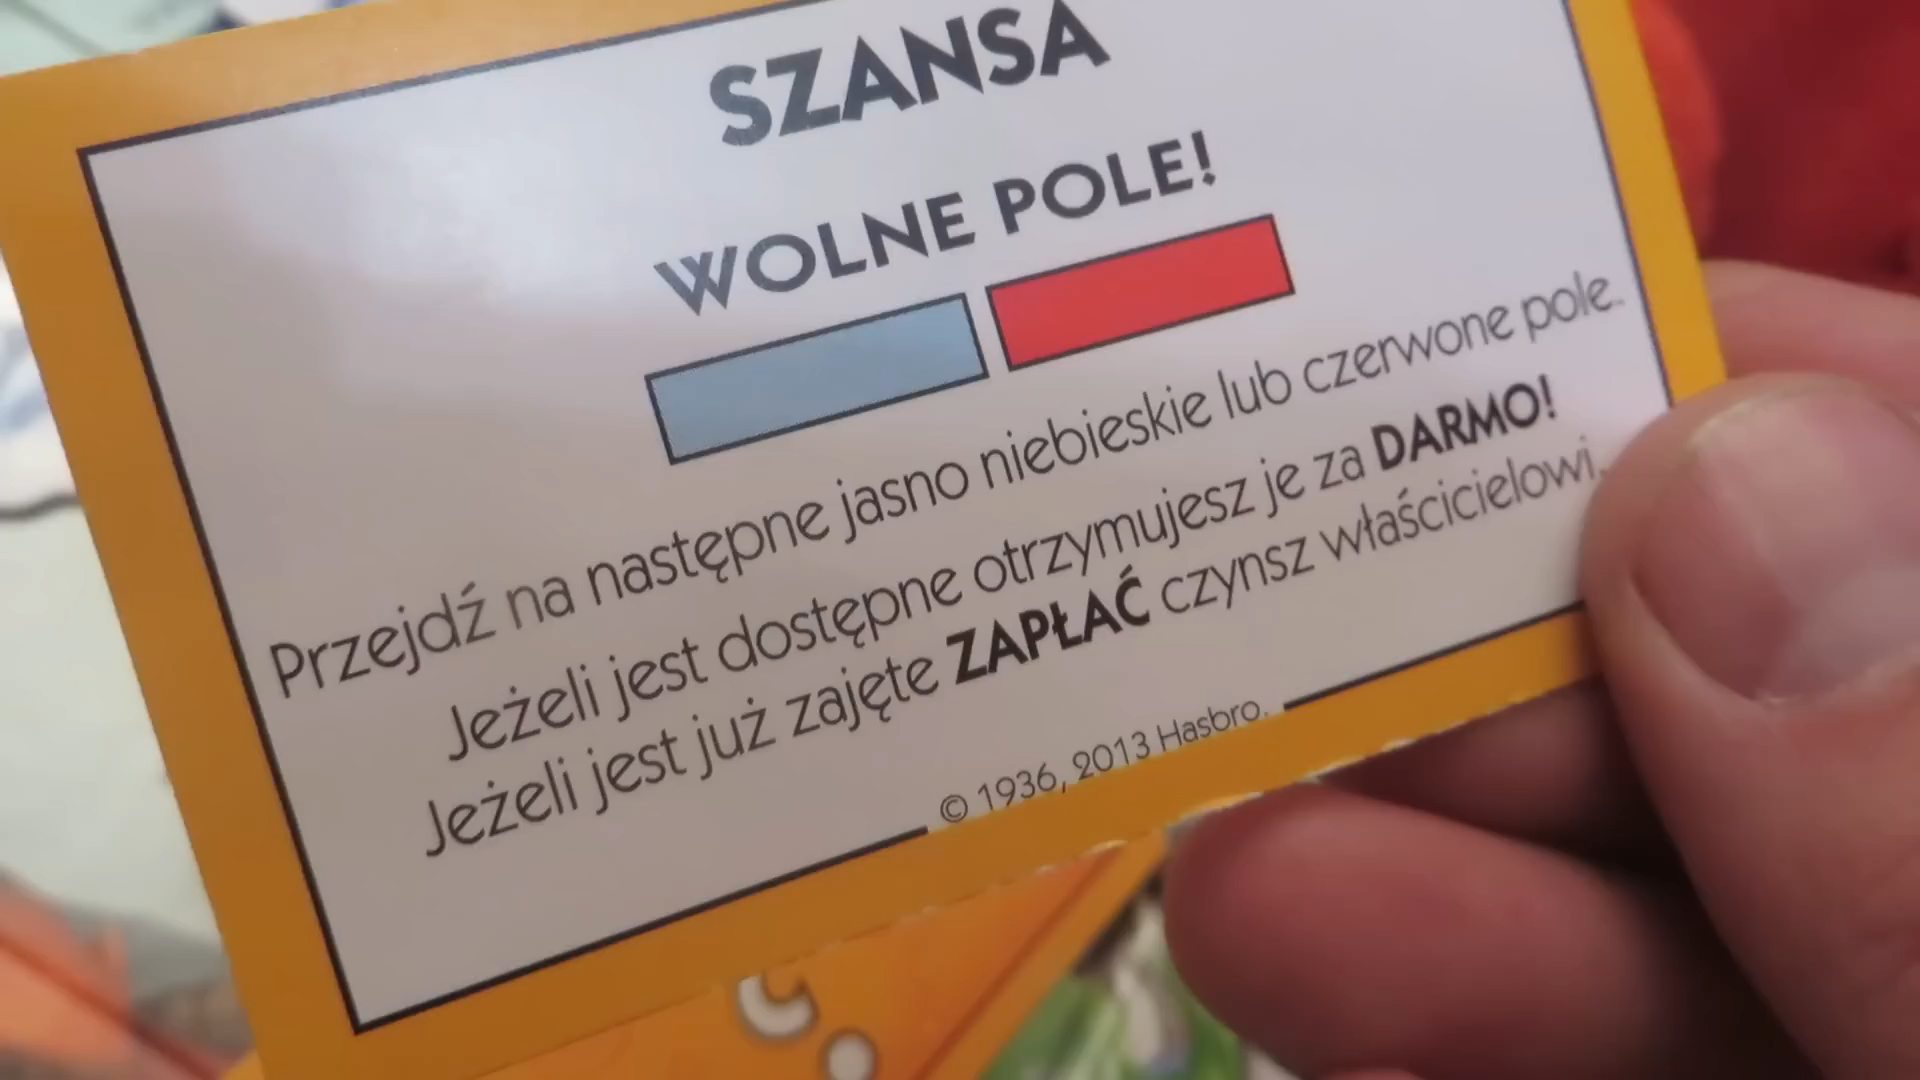 SZANSA
WOLNE POLE!
Przejdź na następne jasno niebieskie lub czerwone pole.
Jeżeli jest dostępne otrzymujesz je za DARMO!
Jeżeli jest już zajęte ZAPŁAĆ czynsz właścicielowi.
© 1936, 2013 Hasbro.